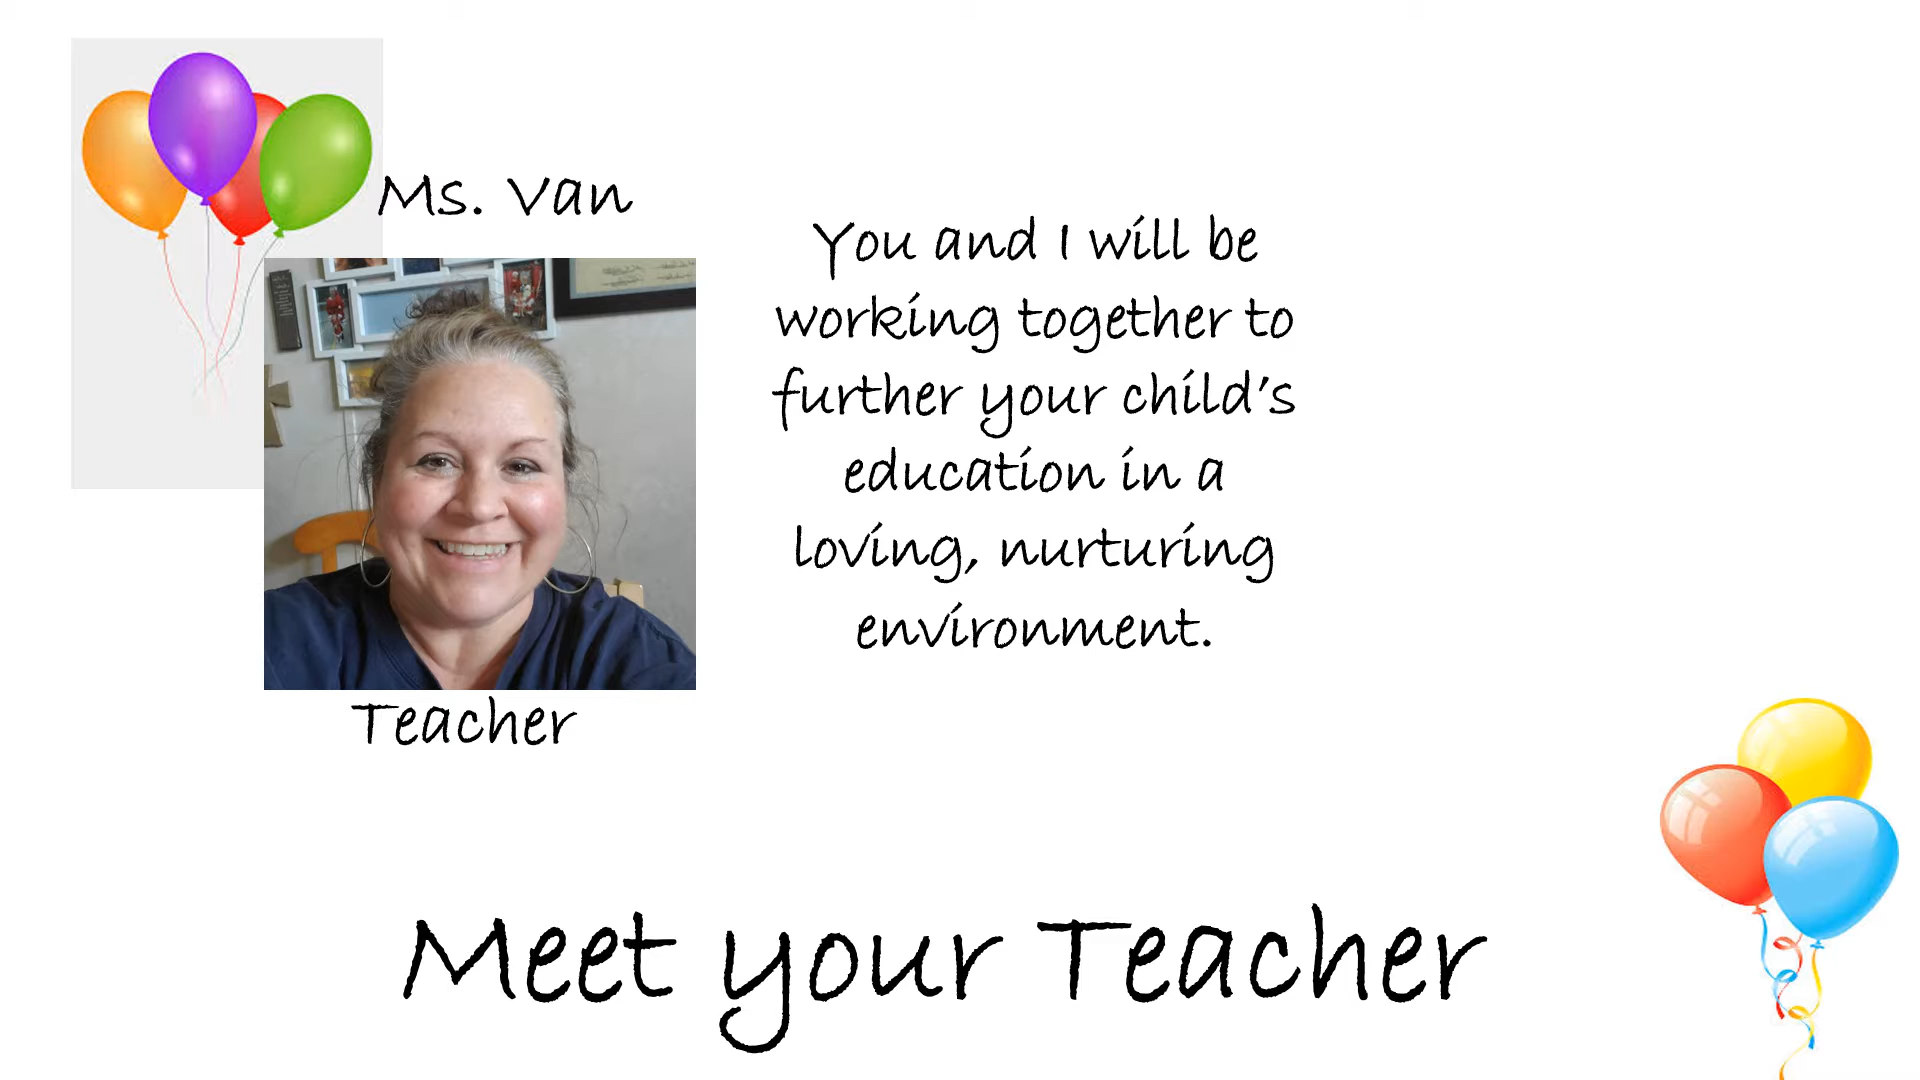 Ms. Van
You and I will be
working together to
further your child's
education in a
loving, nurturing
environment.
Teacher
Meet your Teacher